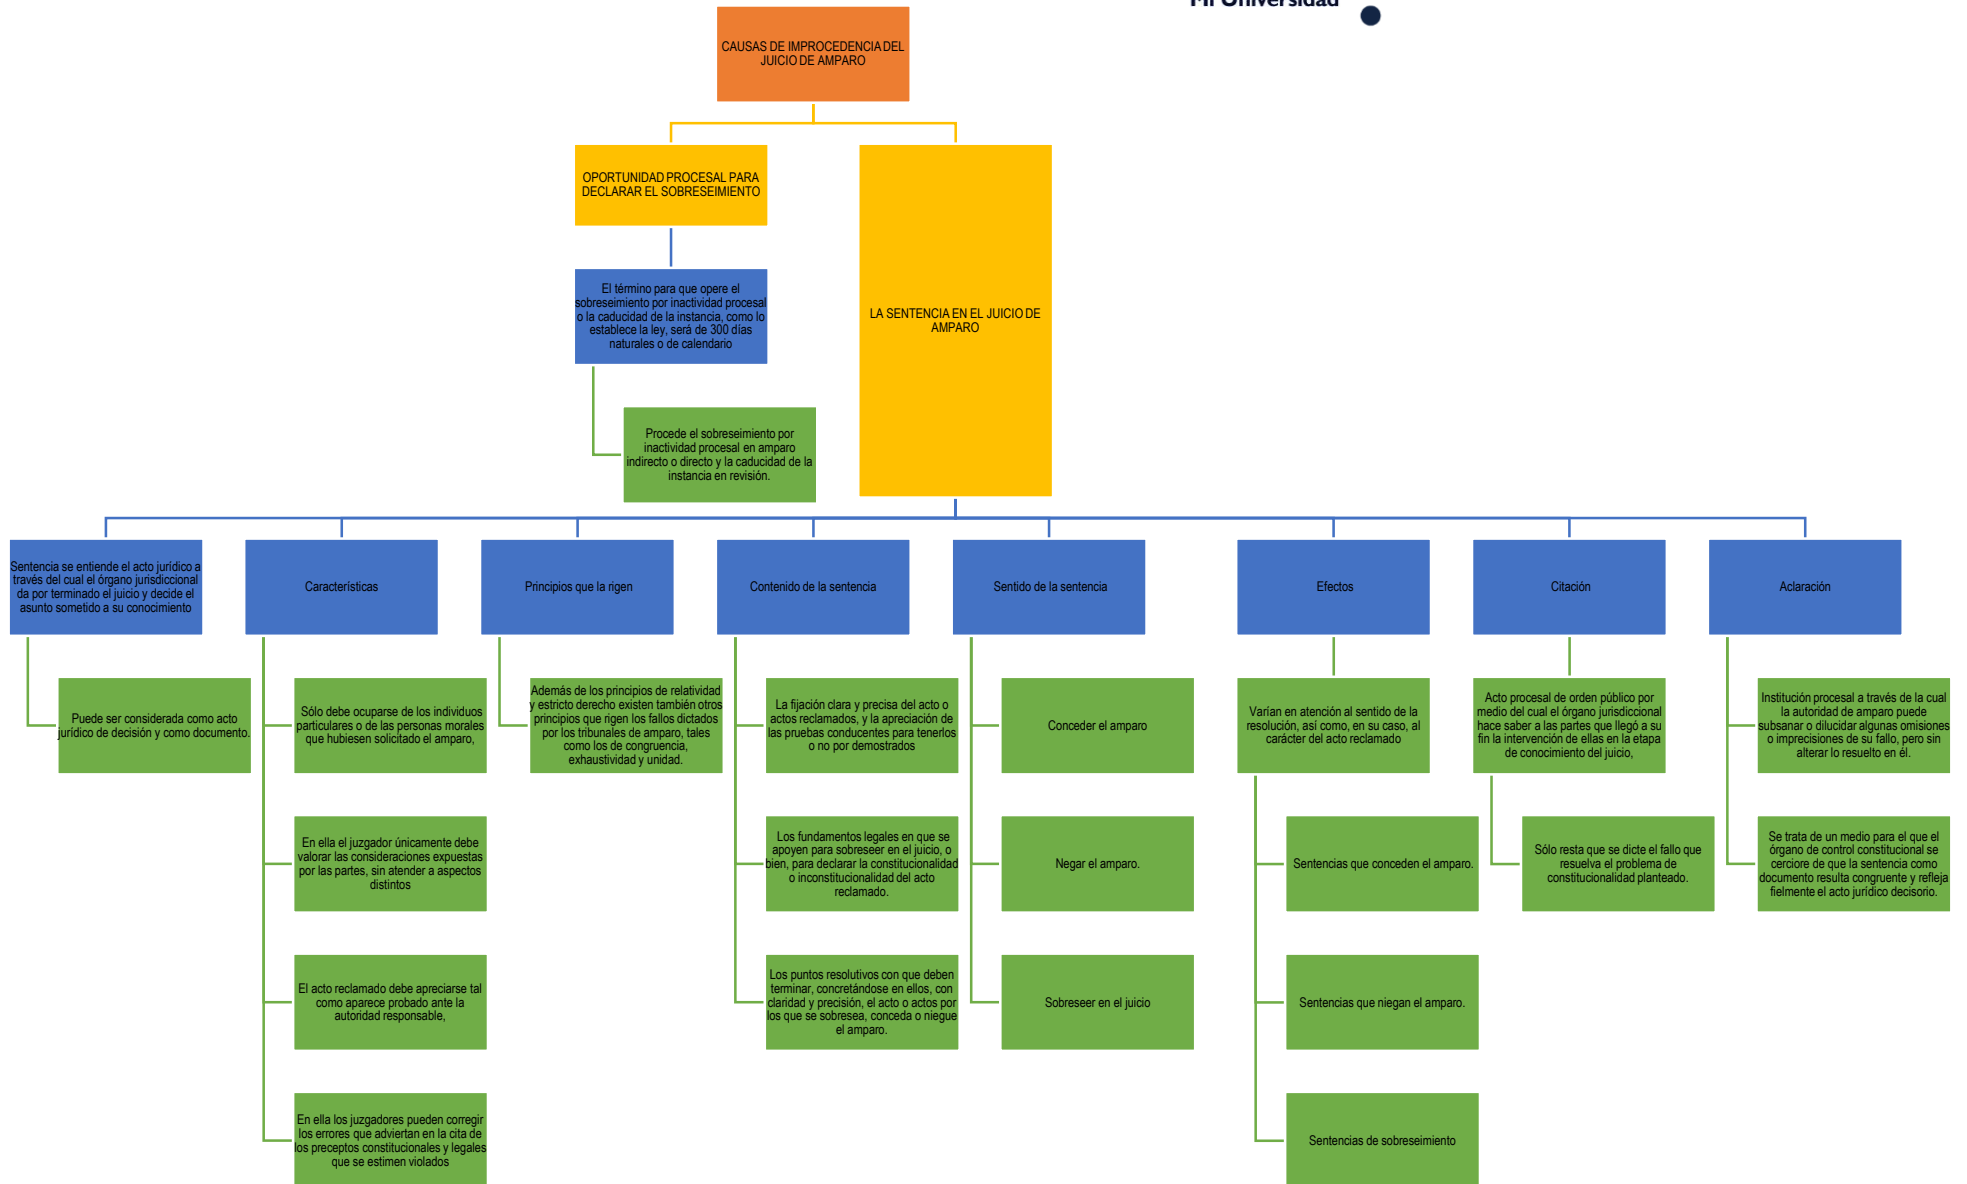 Mi Universidad
CAUSAS DE IMPROCEDENCIA DEL
JUICIO DE AMPARO
OPORTUNIDAD PROCESAL PARA
DECLARAR EL SOBRESEIMIENTO
El término para que opere el
sobreseimiento por inactividad procesal
o la caducidad de la instancia, como lo
establece la ley, será de 300 días
naturales o de calendario
Procede el sobreseimiento por
inactividad procesal en amparo
indirecto o directo y la caducidad de la
instancia en revisión.
LA SENTENCIA EN EL JUICIO DE
AMPARO
Sentencia se entiende el acto jurídico a
través del cual el órgano jurisdiccional
da por terminado el juicio y decide el
asunto sometido a su conocimiento
Puede ser considerada como acto
jurídico de decisión y como documento.
Características
Sólo debe ocuparse de los individuos
particulares o de las personas morales
que hubiesen solicitado el amparo,
En ella el juzgador únicamente debe
valorar las consideraciones expuestas
por las partes, sin atender a aspectos
distintos
El acto reclamado debe apreciarse tal
como aparece probado ante la
autoridad responsable,
En ella los juzgadores pueden corregir
los errores que adviertan en la cita de
los preceptos constitucionales y legales
que se estimen violados
Principios que la rigen
Además de los principios de relatividad
y estricto derecho existen también otros
principios que rigen los fallos dictados
por los tribunales de amparo, tales
como los de congruencia,
exhaustividad y unidad.
Contenido de la sentencia
La fijación clara y precisa del acto o
actos reclamados, y la apreciación de
las pruebas conducentes para tenerlos
o no por demostrados
Los fundamentos legales en que se
apoyen para sobreseer en el juicio, o
bien, para declarar la constitucionalidad
o inconstitucionalidad del acto
reclamado.
Los puntos resolutivos con que deben
terminar, concretándose en ellos, con
claridad y precisión, el acto o actos por
los que se sobresea, conceda o niegue
el amparo.
Sentido de la sentencia
Conceder el amparo
Negar el amparo.
Sobreseer en el juicio
Efectos
Varían en atención al sentido de la
resolución, así como, en su caso, al
carácter del acto reclamado
Sentencias que conceden el amparo.
Sentencias que niegan el amparo.
Sentencias de sobreseimiento
Citación
Acto procesal de orden público por
medio del cual el órgano jurisdiccional
hace saber a las partes que llegó a su
fin la intervención de ellas en la etapa
de conocimiento del juicio,
Sólo resta que se dicte el fallo que
resuelva el problema de
constitucionalidad planteado.
Aclaración
Institución procesal a través de la cual
la autoridad de amparo puede
subsanar o dilucidar algunas omisiones
o imprecisiones de su fallo, pero sin
alterar lo resuelto en él.
Se trata de un medio para el que el
órgano de control constitucional se
cerciore de que la sentencia como
documento resulta congruente y refleja
fielmente el acto jurídico decisorio.